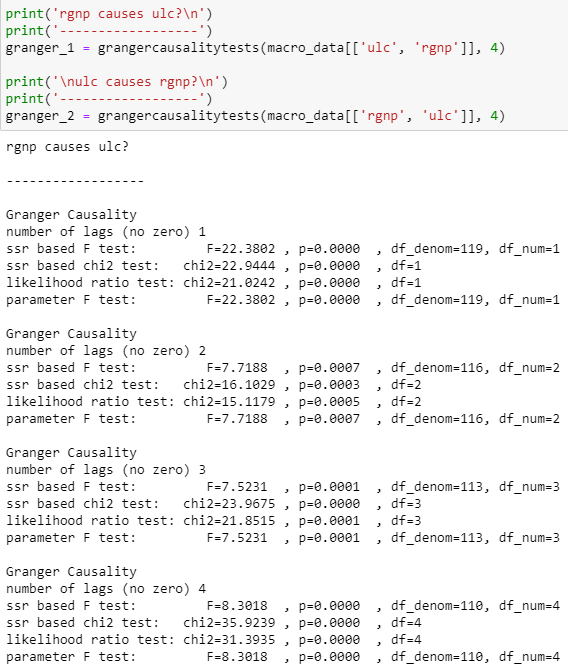 print('rgnp causes ulc?\n')
print('------------------')
granger_1 = grangercausalitytests(macro_data[['ulc', 'rgnp']], 4)
print('\nulc causes rgnp?\n')
print('------------------')
granger_2 = grangercausalitytests(macro_data[['rgnp', 'ulc']], 4)
rgnp causes ulc?
------------------
Granger Causality
number of lags (no zero) 1
ssr based F test:         F=22.3802 , p=0.0000  , df_denom=119, df_num=1
ssr based chi2 test:   chi2=22.9444 , p=0.0000  , df=1
likelihood ratio test: chi2=21.0242 , p=0.0000  , df=1
parameter F test:         F=22.3802 , p=0.0000  , df_denom=119, df_num=1
Granger Causality
number of lags (no zero) 2
ssr based F test:         F=7.7188  , p=0.0007  , df_denom=116, df_num=2
ssr based chi2 test:   chi2=16.1029 , p=0.0003  , df=2
likelihood ratio test: chi2=15.1179 , p=0.0005  , df=2
parameter F test:         F=7.7188  , p=0.0007  , df_denom=116, df_num=2
Granger Causality
number of lags (no zero) 3
ssr based F test:         F=7.5231  , p=0.0001  , df_denom=113, df_num=3
ssr based chi2 test:   chi2=23.9675 , p=0.0000  , df=3
likelihood ratio test: chi2=21.8515 , p=0.0001  , df=3
parameter F test:         F=7.5231  , p=0.0001  , df_denom=113, df_num=3
Granger Causality
number of lags (no zero) 4
ssr based F test:         F=8.3018  , p=0.0000  , df_denom=110, df_num=4
ssr based chi2 test:   chi2=35.9239 , p=0.0000  , df=4
likelihood ratio test: chi2=31.3935 , p=0.0000  , df=4
parameter F test:         F=8.3018  , p=0.0000  , df_denom=110, df_num=4